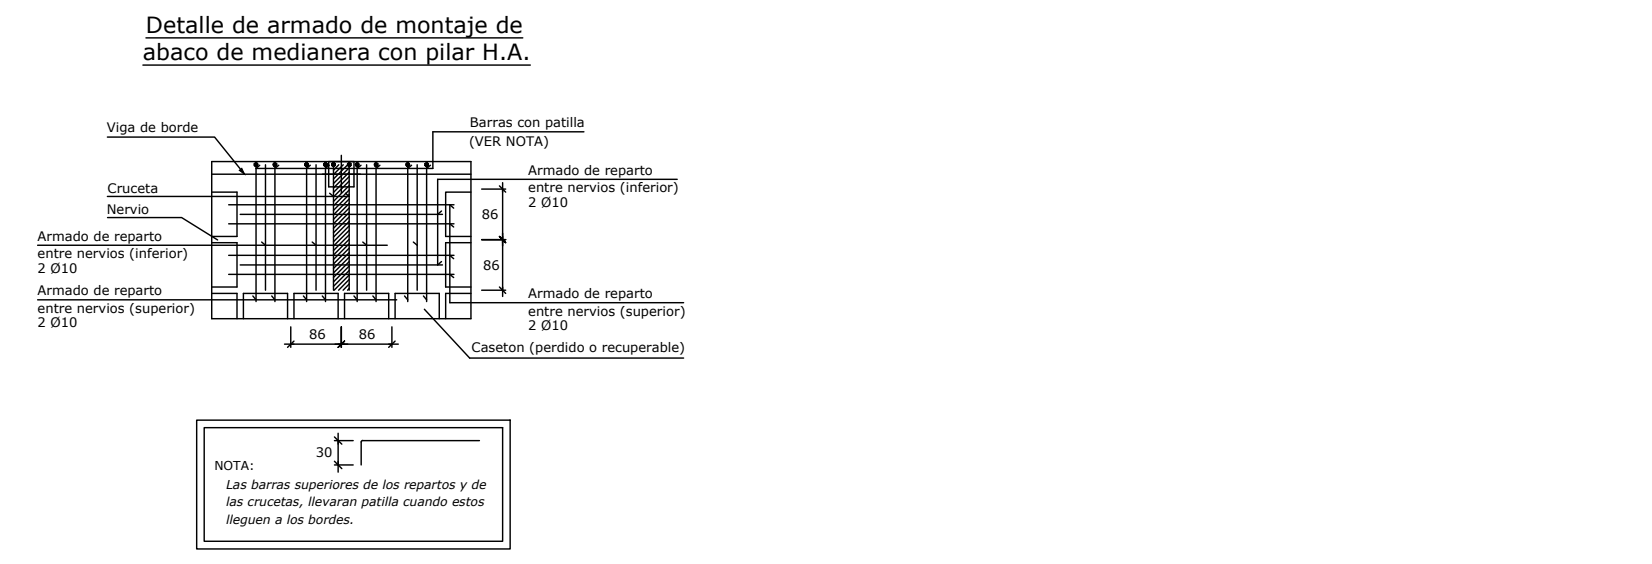 Detalle de armado de montaje de
abaco de medianera con pilar H.A.
Viga de borde
Barras con patilla
(VER NOTA)
Cruceta
Nervio
Armado de reparto
entre nervios (inferior)
2 Ø10
Armado de reparto
entre nervios (superior)
2 Ø10
Armado de reparto
entre nervios (inferior)
2 Ø10
86
86
Armado de reparto
entre nervios (superior)
2 Ø10
86
86
Caseton (perdido o recuperable)
30
NOTA:
Las barras superiores de los repartos y de
las crucetas, llevaran patilla cuando estos
lleguen a los bordes.